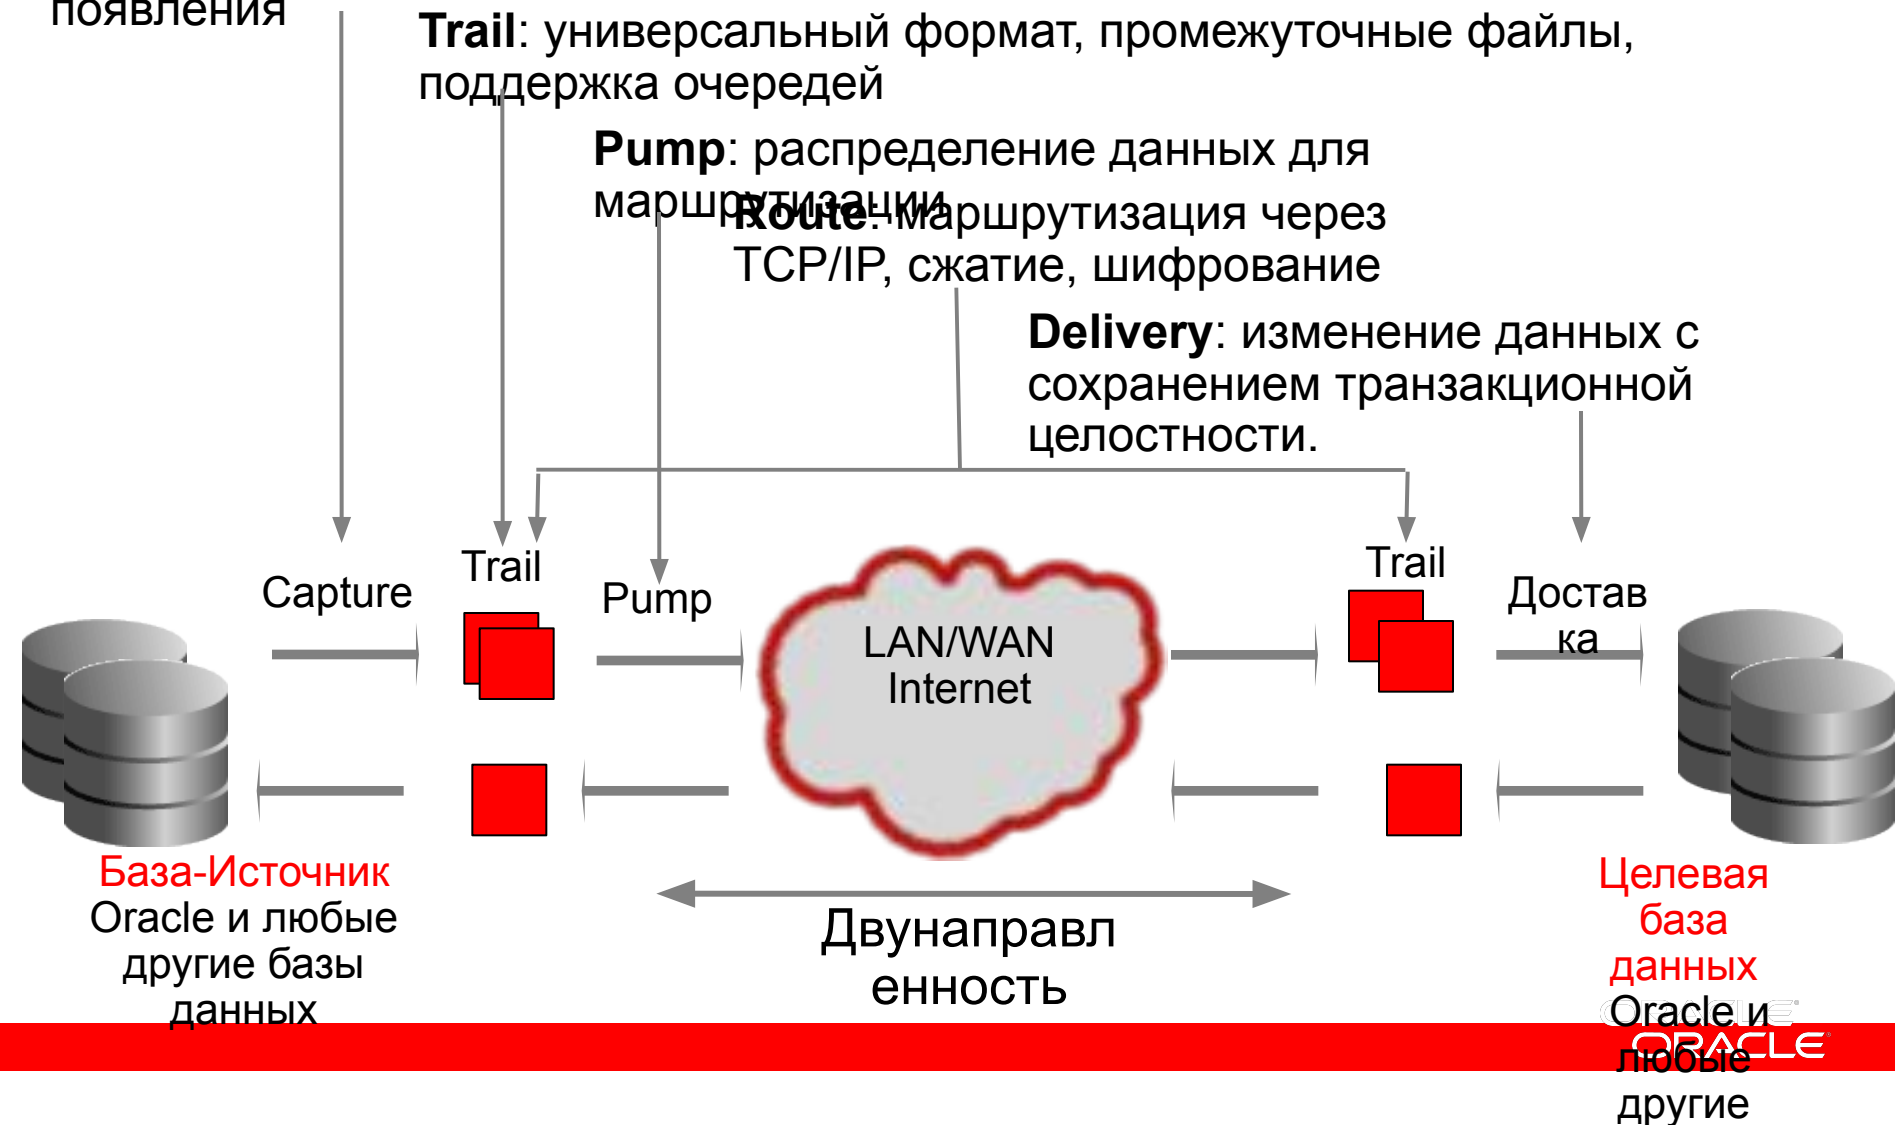 появления
Trail: универсальный формат, промежуточные файлы,
поддержка очередей
Pump: распределение данных для
маршрутизации
Route: маршрутизация через
TCP/IP, сжатие, шифрование
Delivery: изменение данных с
сохранением транзакционной
целостности.
Capture
Trail
Pump
LAN/WAN
Internet
Trail
Достав
ка
База-Источник
Oracle и любые
другие базы
данных
Двунаправл
енность
Целевая
база
данных
Oracle и
любые
другие
ORACLE
ORACLE